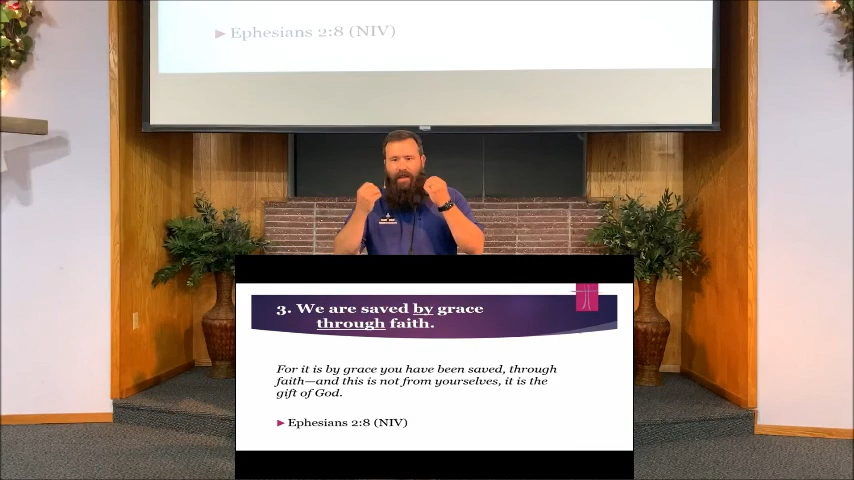 ▶ Ephesians 2:8 (NIV)
3. We are saved by grace
through faith.
For it is by grace you have been saved, through
faith—and this is not from yourselves, it is the
gift of God.
▶ Ephesians 2:8 (NIV)